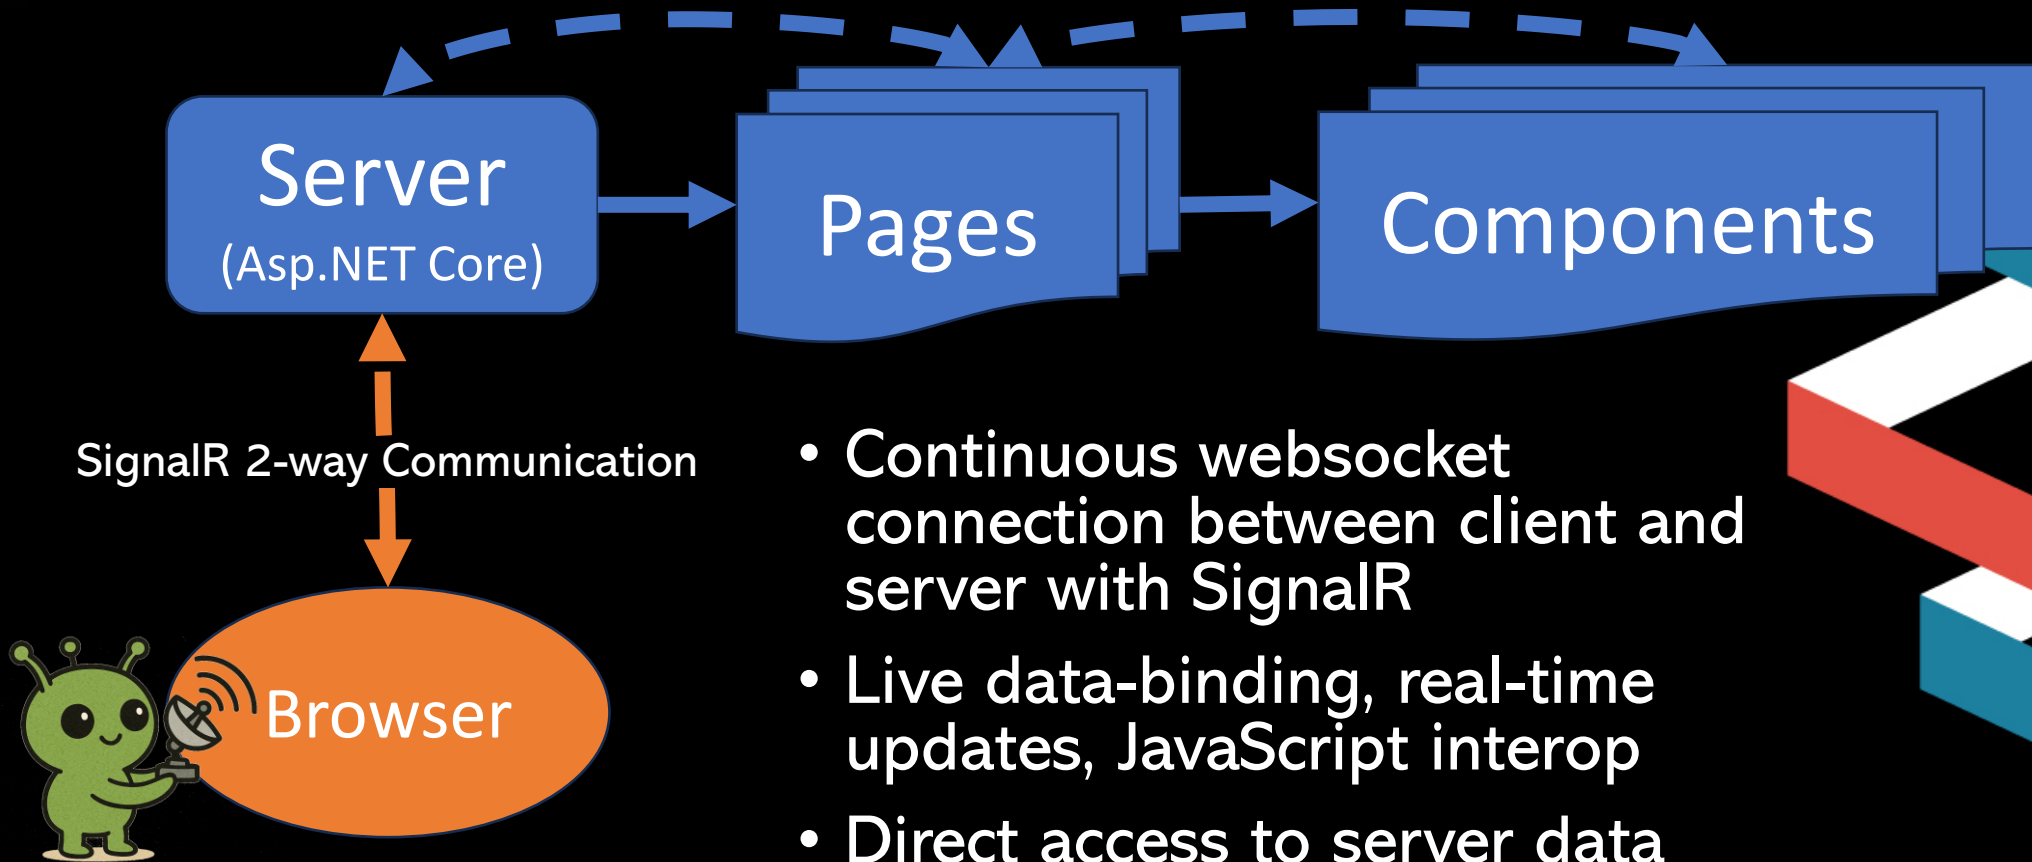 Server
(Asp.NET Core)
Pages
Components
SignalR 2-way Communication
Browser
• Continuous websocket
connection between client and
server with SignalR
• Live data-binding, real-time
updates, JavaScript interop
• Direct access to server data